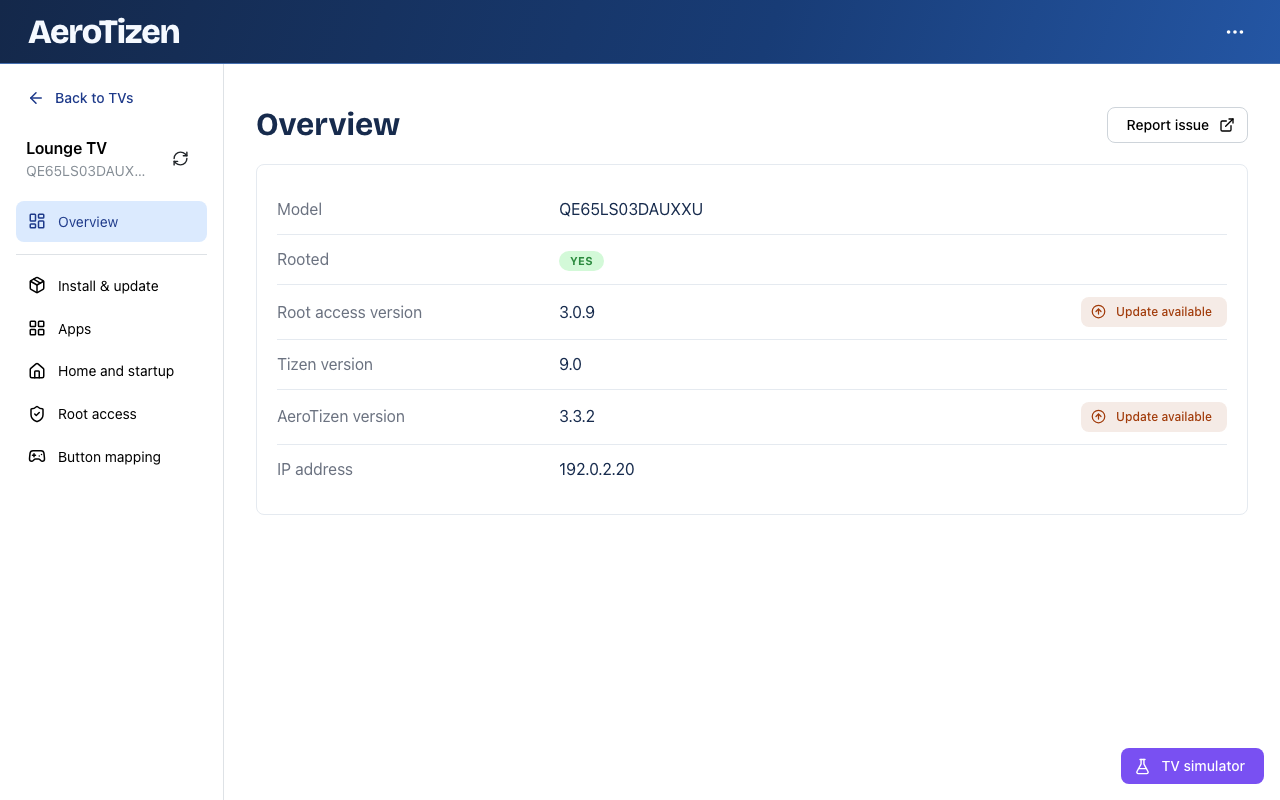 AeroTizen
Back to TVs
Lounge TV
QE65LS03DAUX...
Overview
Install & update
Apps
Home and startup
Root access
Button mapping
Overview
Report issue
Model QE65LS03DAUXXU
Rooted YES
Root access version 3.0.9 Update available
Tizen version 9.0
AeroTizen version 3.3.2 Update available
IP address 192.0.2.20
TV simulator